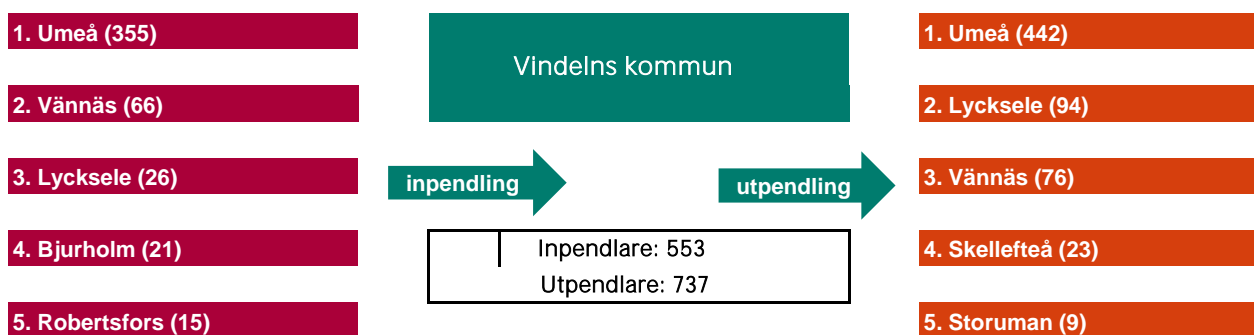 1. Umeå (355)
2. Vännäs (66)
3. Lycksele (26)
4. Bjurholm (21)
5. Robertsfors (15)
Vindelns kommun
inpendling
utpendling
Inpendlare: 553
Utpendlare: 737
1. Umeå (442)
2. Lycksele (94)
3. Vännäs (76)
4. Skellefteå (23)
5. Storuman (9)